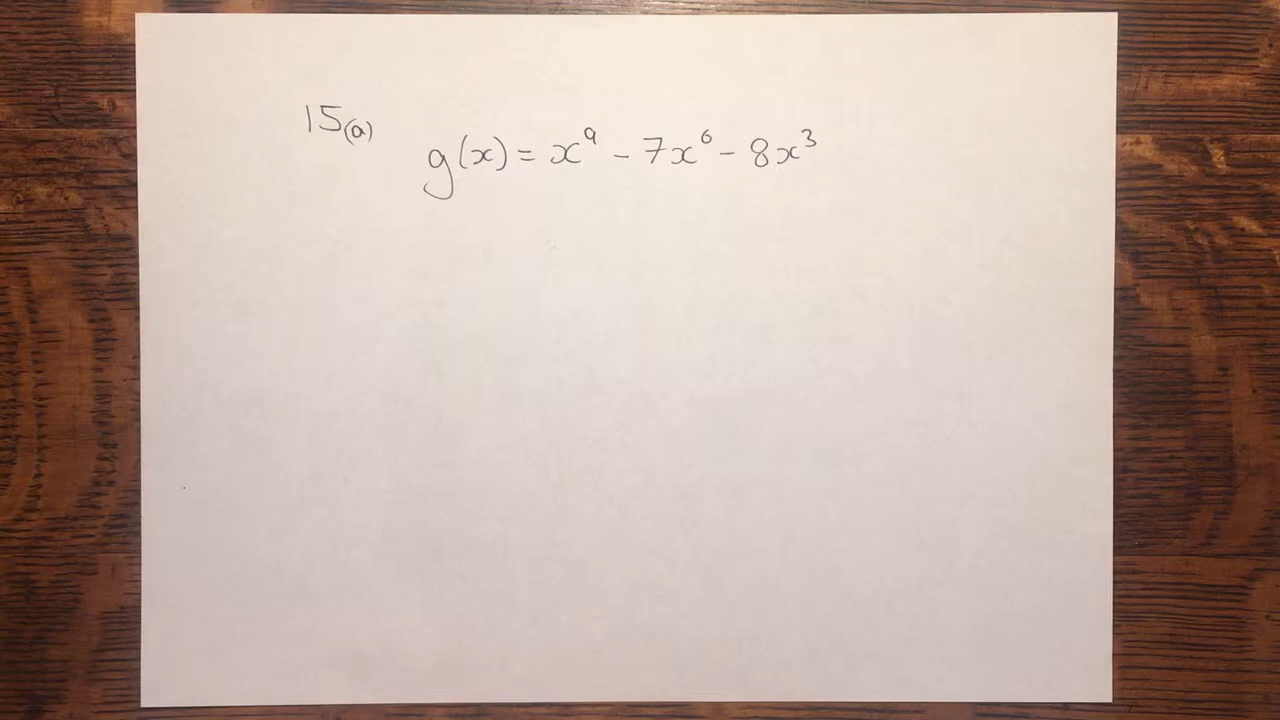 15(a) g(x) = x⁹ - 7x⁶ - 8x³